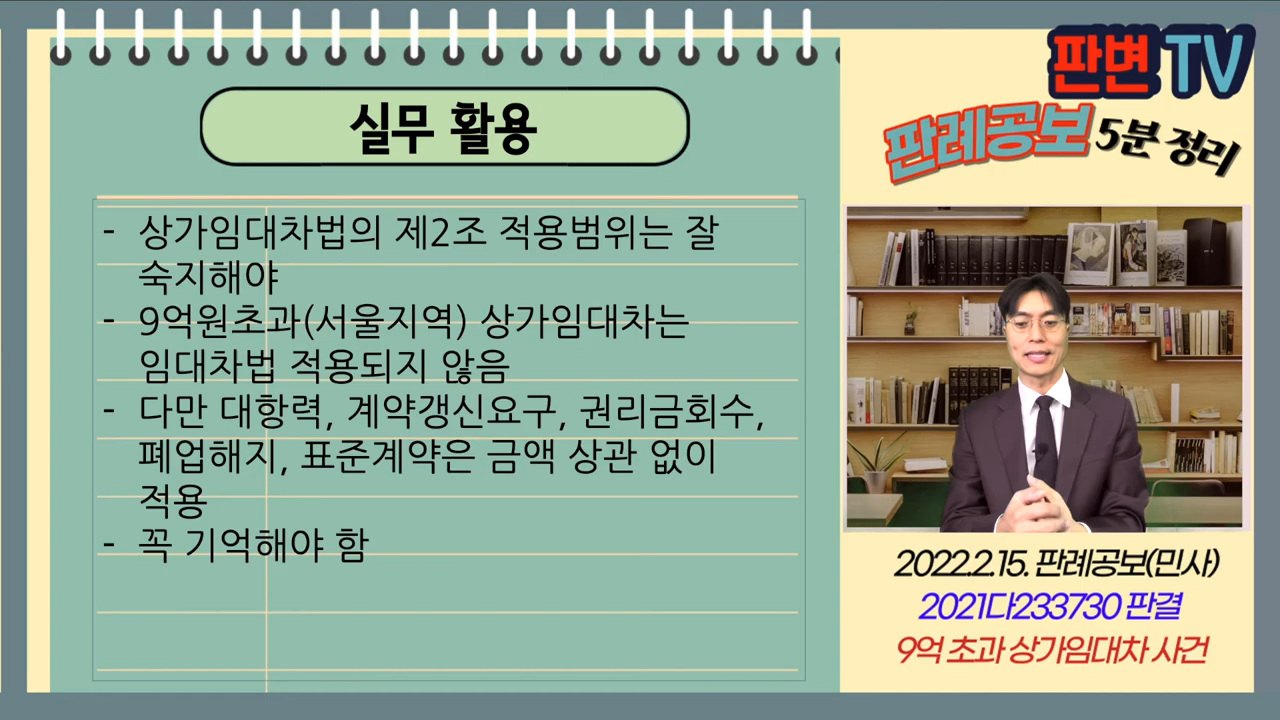 실무 활용
- 상가임대차법의 제2조 적용범위는 잘
숙지해야
- 9억원초과(서울지역) 상가임대차는
임대차법 적용되지 않음
- 다만 대항력, 계약갱신요구, 권리금회수,
폐업해지, 표준계약은 금액 상관 없이
적용
- 꼭 기억해야 함
판변 TV
판례공보 5분 정리
2022.2.15. 판례공보(민사)
2021다233730 판결
9억 초과 상가임대차 사건